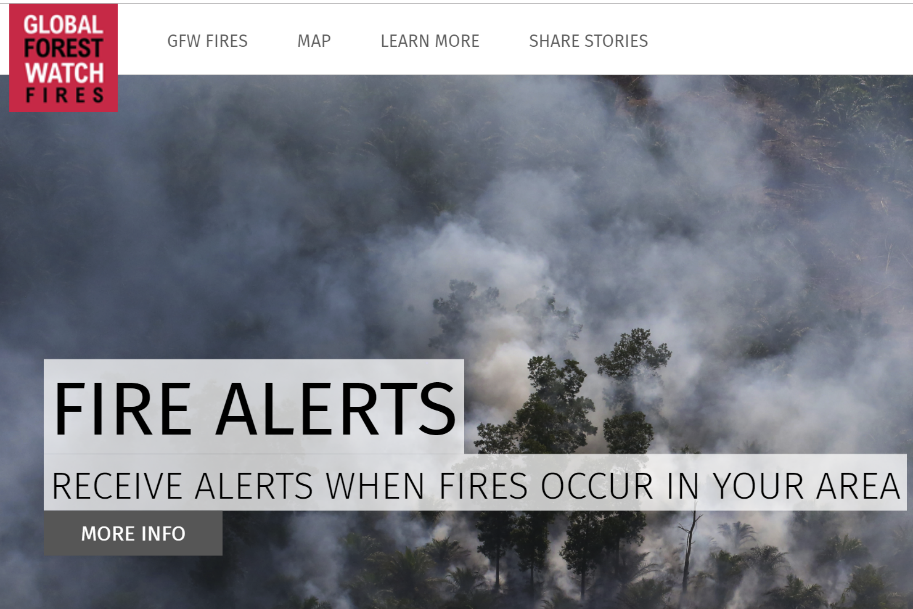 GLOBAL
FOREST
WATCH
FIRES
GFW FIRES
MAP
LEARN MORE
SHARE STORIES
FIRE ALERTS
RECEIVE ALERTS WHEN FIRES OCCUR IN YOUR AREA
MORE INFO